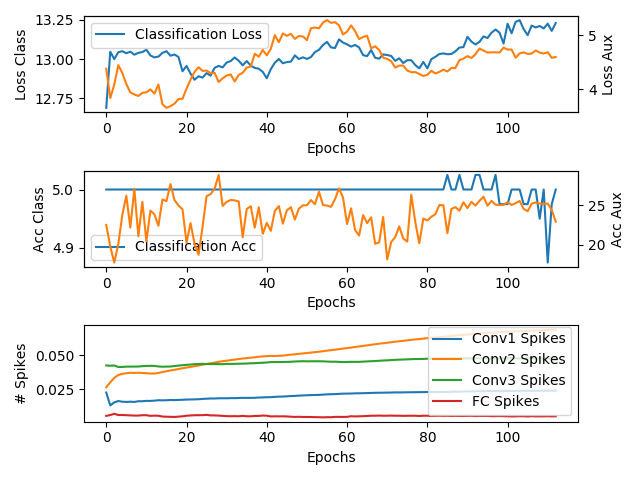 13.25
13.00
12.75
Loss Class
Classification Loss
5
4
Loss Aux
0
20
40
60
80
100
Epochs
5.0
4.9
Acc Class
Classification Acc
25
20
Acc Aux
0
20
40
60
80
100
Epochs
0.050
0.025
# Spikes
Conv1 Spikes
Conv2 Spikes
Conv3 Spikes
FC Spikes
0
20
40
60
80
100
Epochs